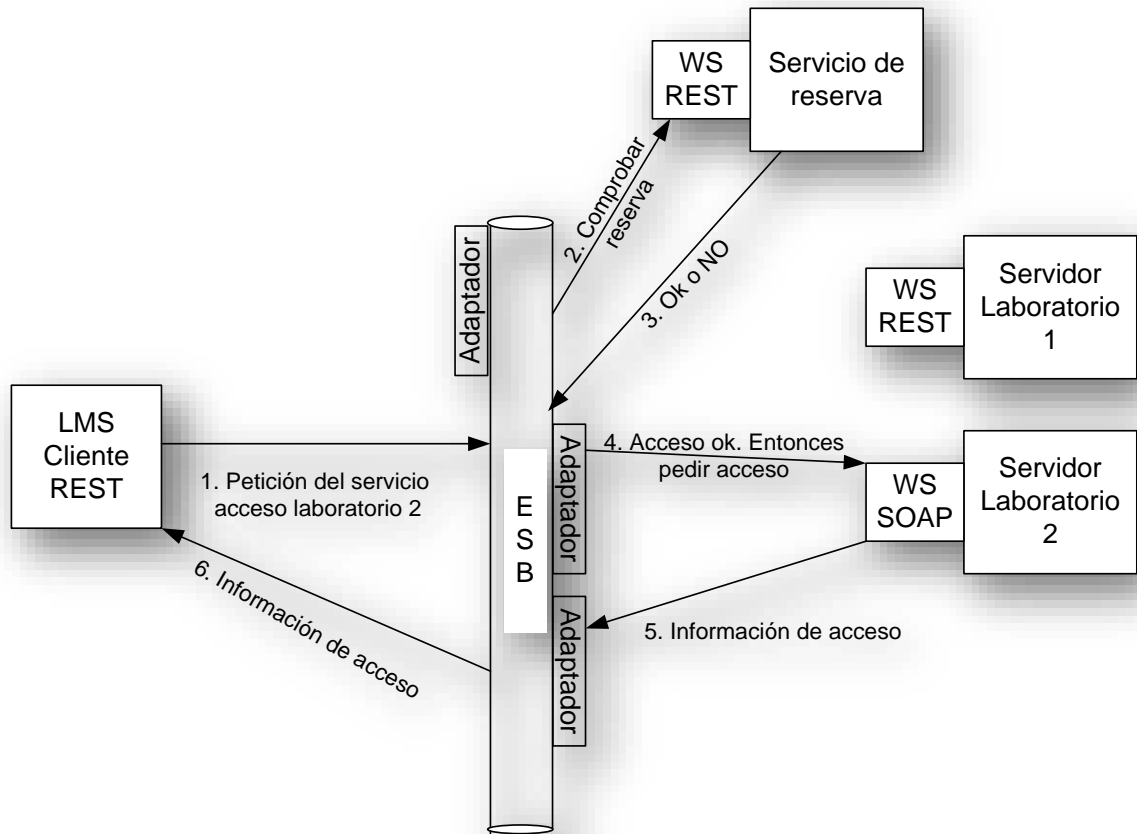 WS
REST
Servicio de
reserva
2. Comprobar
reserva
3. Ok o NO
Adaptador
WS
REST
Servidor
Laboratorio
1
LMS
Cliente
REST
1. Petición del servicio
acceso laboratorio 2
E
S
B
Adaptador
4. Acceso ok. Entonces
pedir acceso
WS
SOAP
Servidor
Laboratorio
2
Adaptador
5. Información de acceso
6. Información de acceso